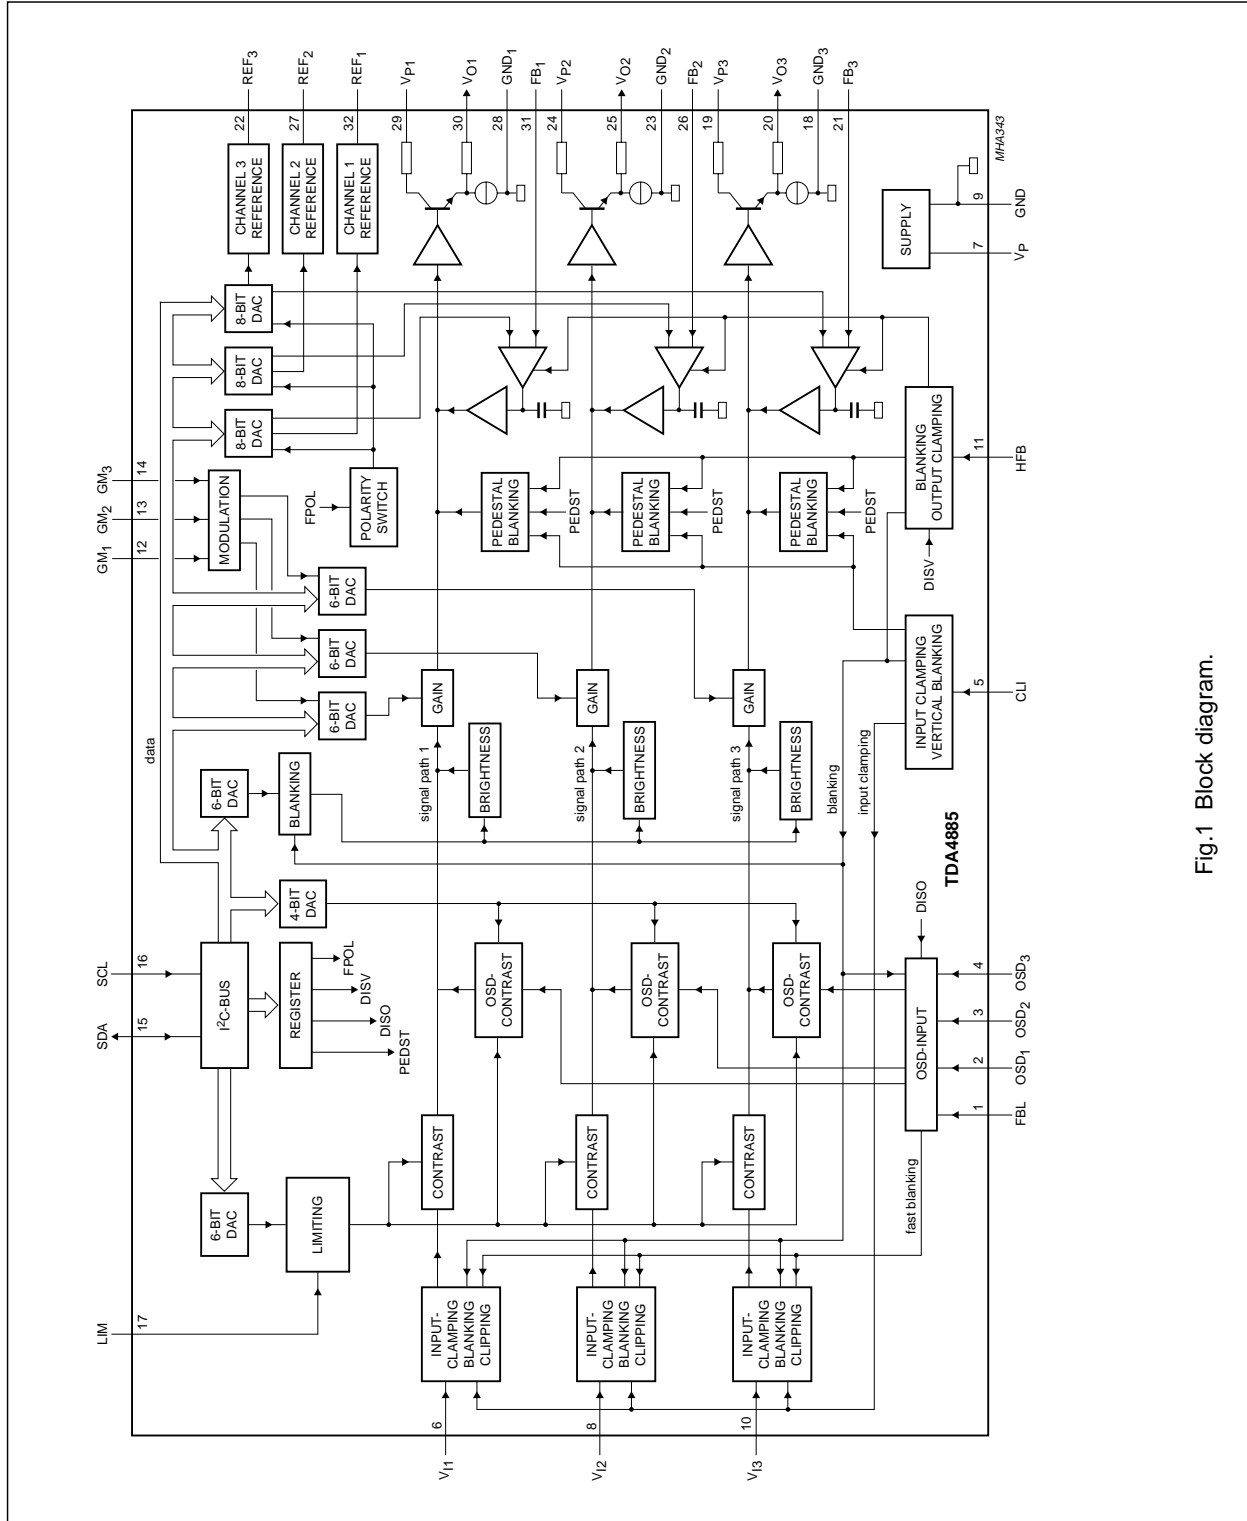 SCL
SDA
LIM
16
15
17
GM1
GM2
GM3
12
13
14
data
I2C-BUS
6-BIT
DAC
LIMITING
REGISTER
PEDST
DISO
DISV
FPOL
4-BIT
DAC
6-BIT
DAC
BLANKING
6-BIT
DAC
6-BIT
DAC
6-BIT
DAC
MODULATION
FPOL
POLARITY
SWITCH
8-BIT
DAC
8-BIT
DAC
8-BIT
DAC
CHANNEL 3
REFERENCE
CHANNEL 2
REFERENCE
CHANNEL 1
REFERENCE
22
REF3
27
REF2
32
REF1
VI1
6
INPUT-
CLAMPING
BLANKING
CLIPPING
CONTRAST
OSD-
CONTRAST
signal path 1
BRIGHTNESS
GAIN
PEDESTAL
BLANKING
PEDST
29
VP1
30
VO1
28
GND1
31
FB1
VI2
8
INPUT-
CLAMPING
BLANKING
CLIPPING
CONTRAST
OSD-
CONTRAST
signal path 2
BRIGHTNESS
GAIN
PEDESTAL
BLANKING
PEDST
24
VP2
25
VO2
23
GND2
26
FB2
VI3
10
INPUT-
CLAMPING
BLANKING
CLIPPING
CONTRAST
OSD-
CONTRAST
signal path 3
BRIGHTNESS
GAIN
PEDESTAL
BLANKING
PEDST
19
VP3
20
VO3
18
GND3
21
FB3
fast blanking
blanking
input clamping
OSD-INPUT
DISO
INPUT CLAMPING
VERTICAL BLANKING
DISV
BLANKING
OUTPUT CLAMPING
SUPPLY
TDA4885
1
2
3
4
5
11
7
9
FBL
OSD1
OSD2
OSD3
CLI
HFB
VP
GND
MHA343
Fig.1 Block diagram.